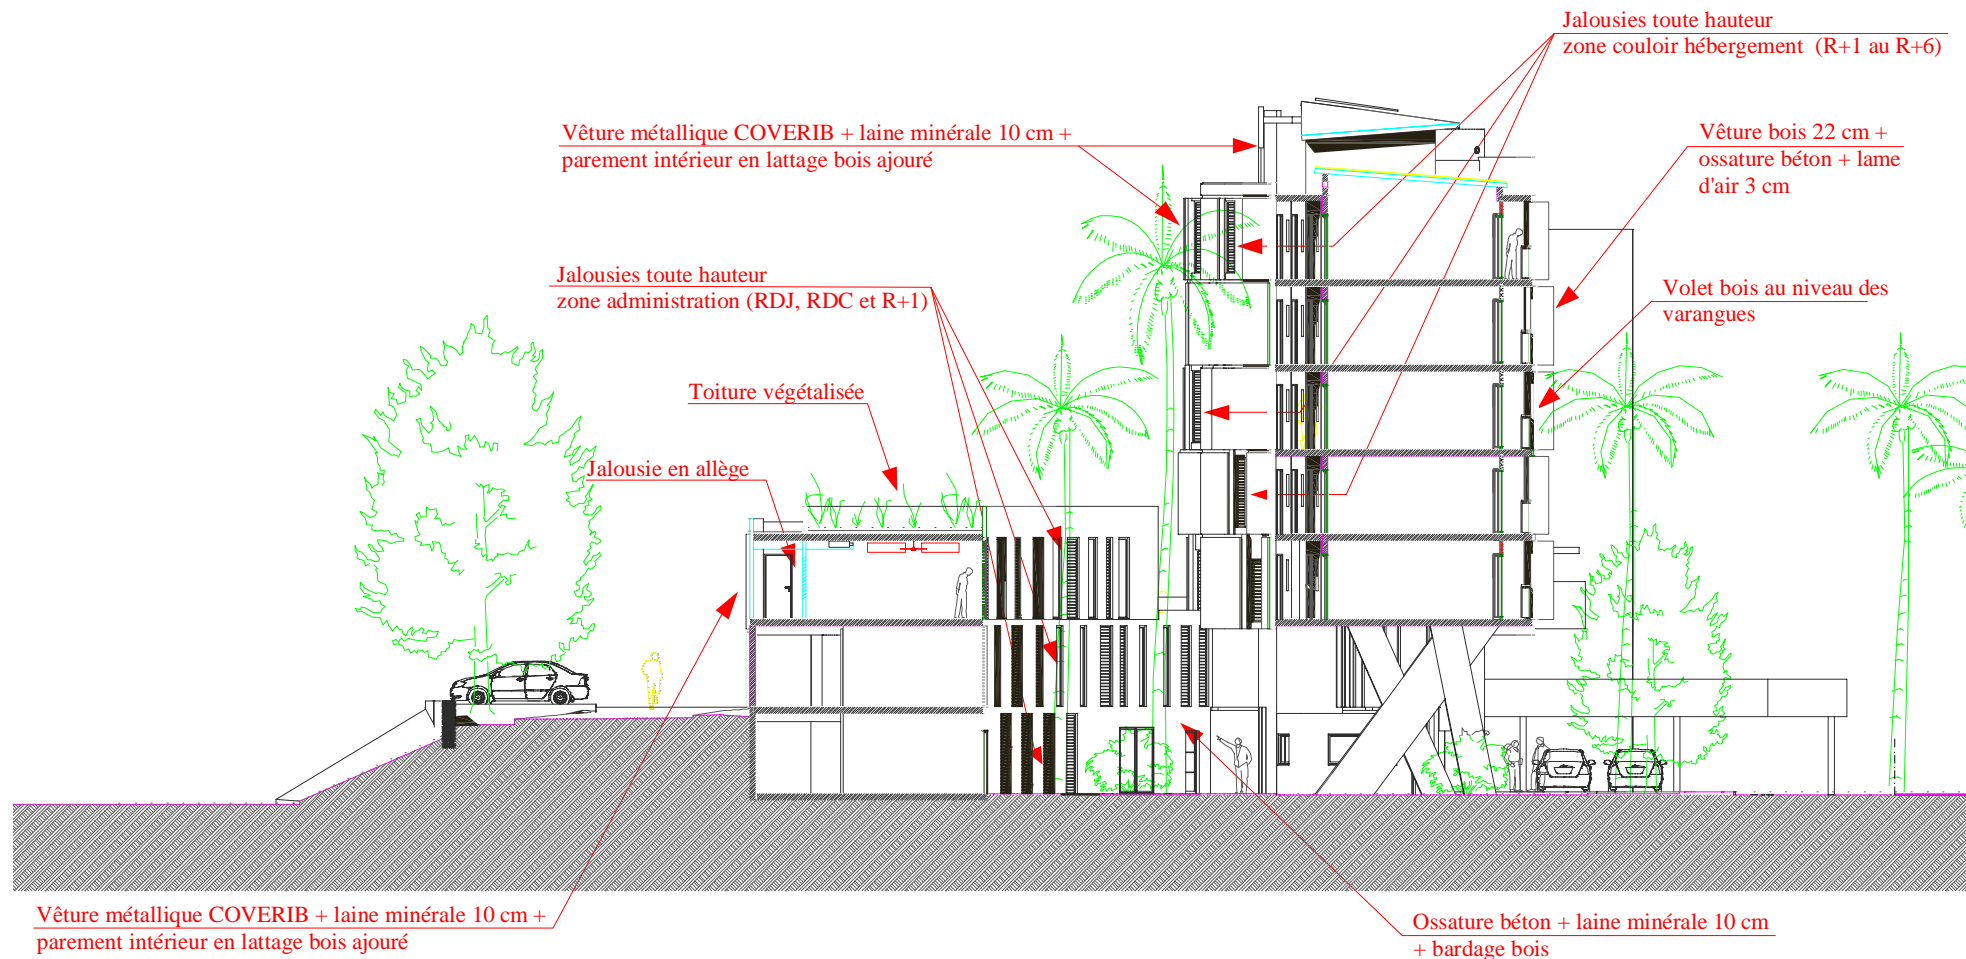 Jalousies toute hauteur
zone couloir hébergement (R+1 au R+6)
Vêture métallique COVERIB + laine minérale 10 cm +
parement intérieur en lattage bois ajouré
Vêture bois 22 cm +
ossature béton + lame
d'air 3 cm
Jalousies toute hauteur
zone administration (RDJ, RDC et R+1)
Volet bois au niveau des
varangues
Toiture végétalisée
Jalousie en allège
Vêture métallique COVERIB + laine minérale 10 cm +
parement intérieur en lattage bois ajouré
Ossature béton + laine minérale 10 cm
+ bardage bois